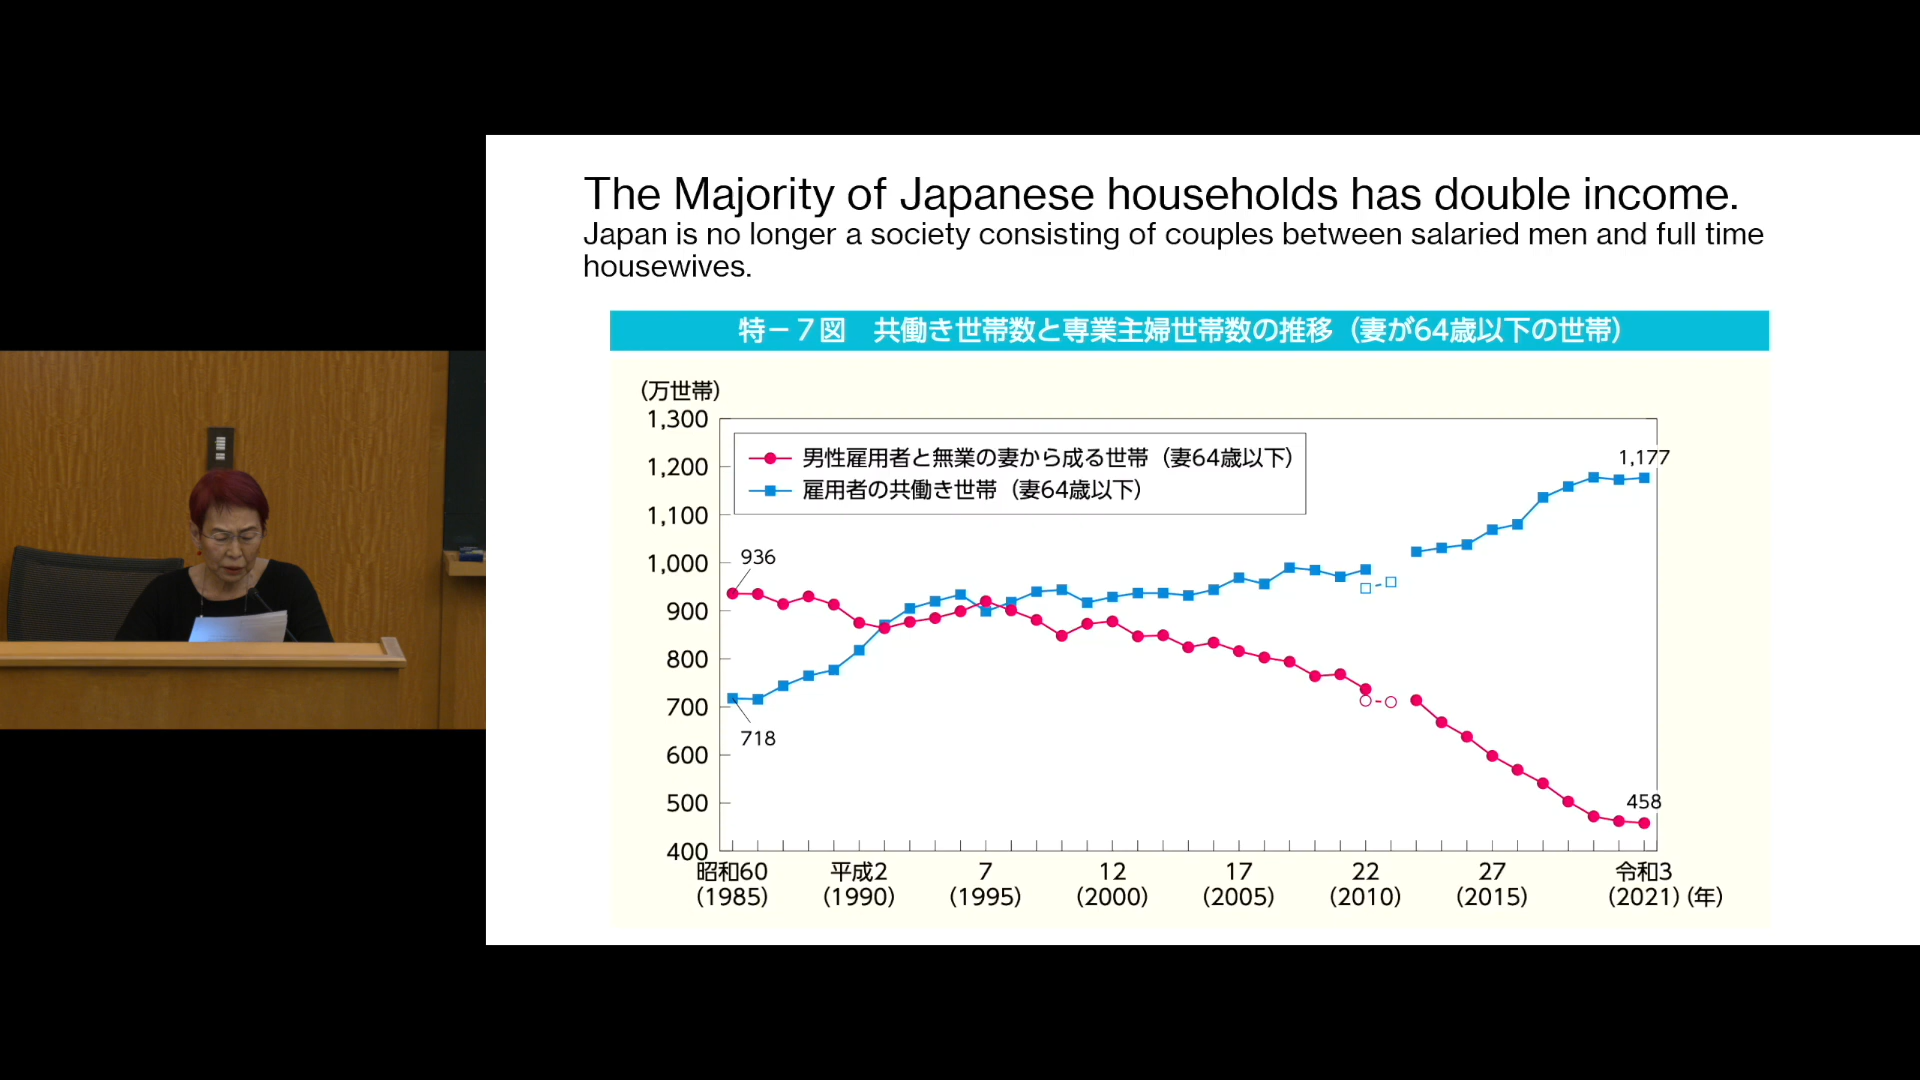 The Majority of Japanese households has double income.
Japan is no longer a society consisting of couples between salaried men and full time
housewives.
特－７図　共働き世帯数と専業主婦世帯数の推移（妻が64歳以下の世帯）
（万世帯）
1,300
1,200
1,100
1,000
900
800
700
600
500
400
男性雇用者と無業の妻から成る世帯（妻64歳以下）
雇用者の共働き世帯（妻64歳以下）
936
718
1,177
458
昭和60 平成2 7 12 17 22 27 令和3
(1985) (1990) (1995) (2000) (2005) (2010) (2015) (2021) (年)